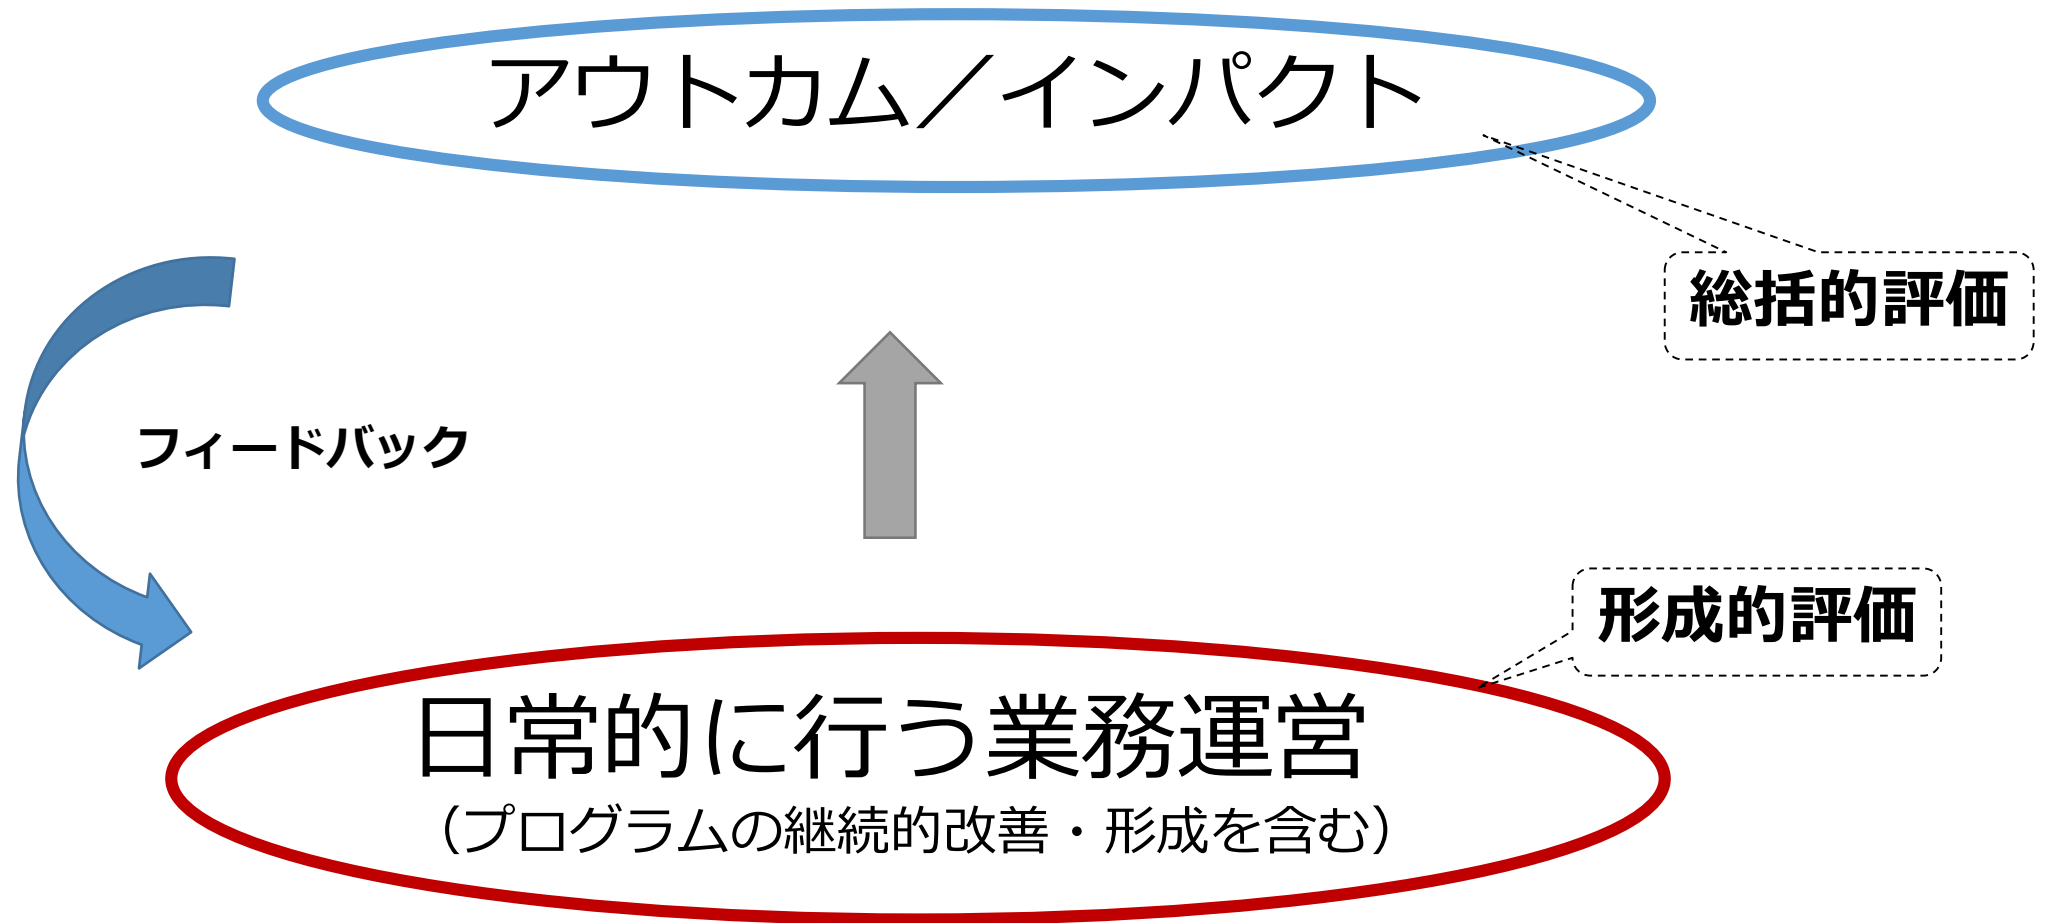 アウトカム／インパクト
総括的評価
フィードバック
形成的評価
日常的に行う業務運営
（プログラムの継続的改善・形成を含む）